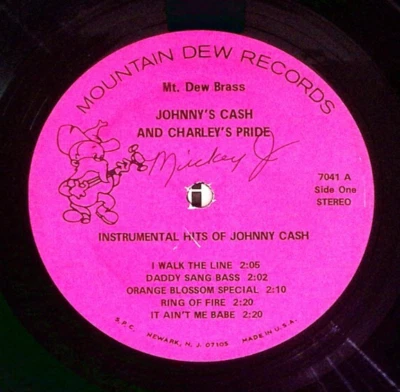 MOUNTAIN DEW RECORDS
Mt. Dew Brass
JOHNNY'S CASH
AND CHARLEY'S PRIDE
Mickey J
7041 A
Side One
STEREO
INSTRUMENTAL HITS OF JOHNNY CASH
I WALK THE LINE 2:05
DADDY SANG BASS 2:02
ORANGE BLOSSOM SPECIAL 2:10
RING OF FIRE 2:20
IT AIN'T ME BABE 2:20
S.P.C. NEWARK, N. J. 07105 MADE IN U.S.A.